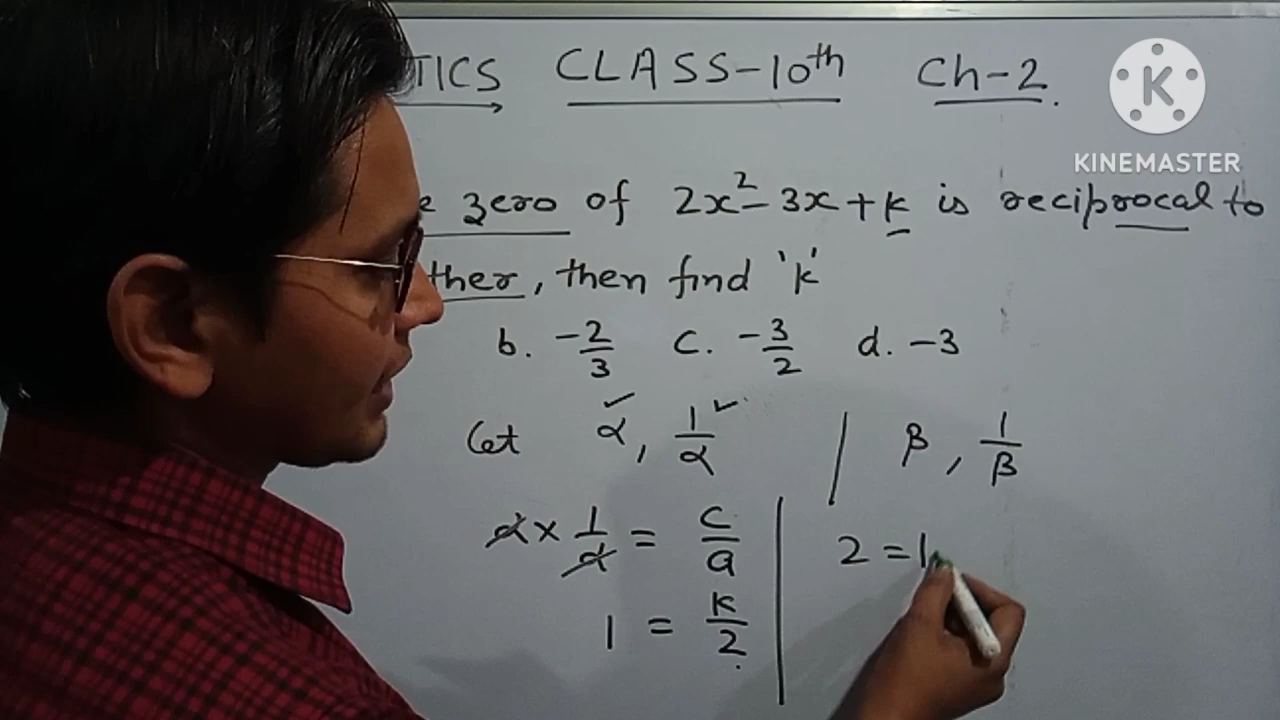 TICS CLASS-10th Ch-2.
KINEMASTER
zero of 2x²-3x+k is reciprocal to
ther, then find 'k'
b. -2/3 c. -3/2 d. -3
Let α, 1/α | β, 1/β
α × 1/α = c/a | 2 = 1
1 = k/2